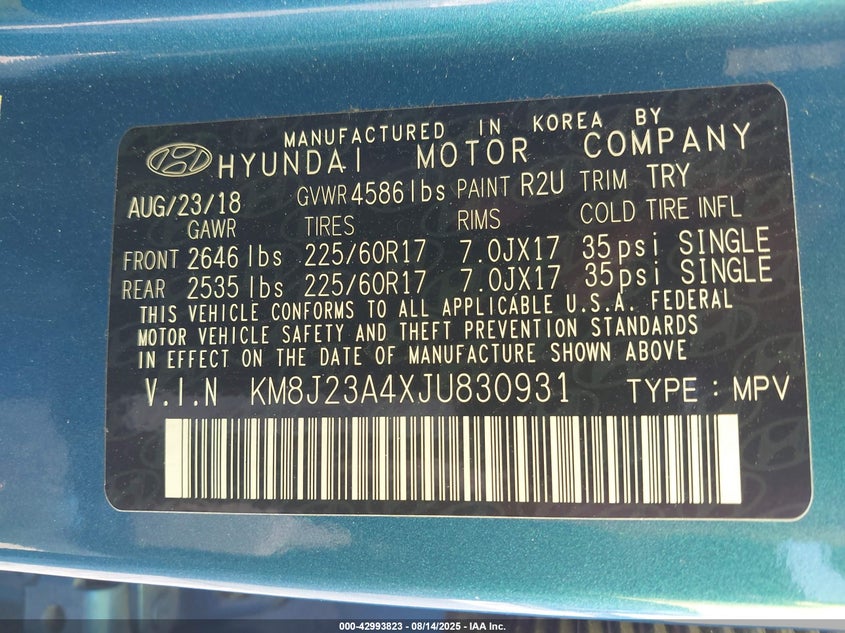 MANUFACTURED IN KOREA BY
HYUNDAI MOTOR COMPANY
AUG/23/18 GVWR 4586 lbs PAINT R2U TRIM TRY
GAWR TIRES RIMS COLD TIRE INFL
FRONT 2646 lbs 225/60R17 7.0JX17 35psi SINGLE
REAR 2535 lbs 225/60R17 7.0JX17 35psi SINGLE
THIS VEHICLE CONFORMS TO ALL APPLICABLE U.S.A. FEDERAL
MOTOR VEHICLE SAFETY AND THEFT PREVENTION STANDARDS
IN EFFECT ON THE DATE OF MANUFACTURE SHOWN ABOVE
V.I.N KM8J23A4XJU830931 TYPE : MPV
000-42993823 - 08/14/2025 - IAA Inc.